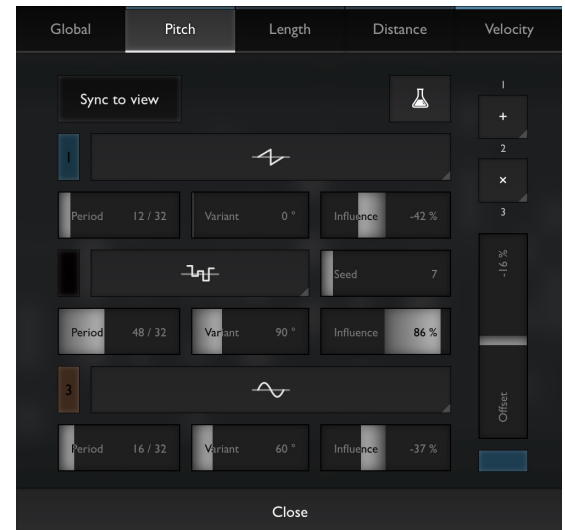 Global Pitch Length Distance Velocity
Sync to view
1
+
2
×
3
1
Period 12 / 32 Variant 0 ° Influence -42 %
Seed 7
Period 48 / 32 Variant 90 ° Influence 86 %
3
Period 16 / 32 Variant 60 ° Influence -37 %
-16 %
Offset
Close